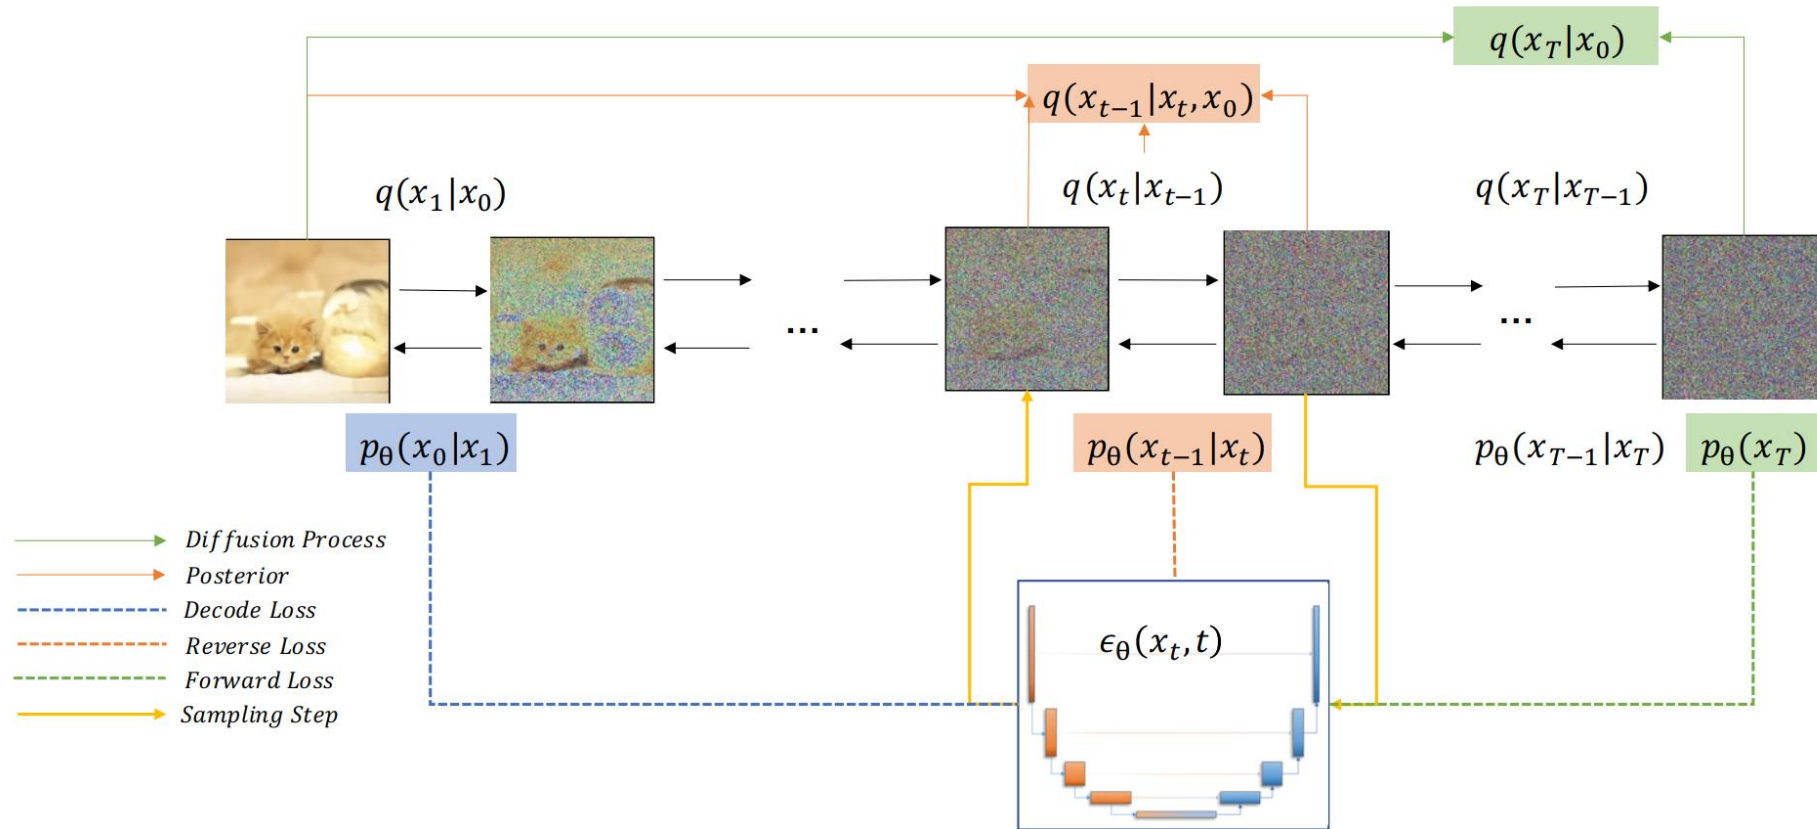 q(x_T|x_0)
q(x_{t−1}|x_t, x_0)
q(x_1|x_0)
q(x_t|x_{t−1})
q(x_T|x_{T−1})
...
...
p_θ(x_0|x_1)
p_θ(x_{t−1}|x_t)
p_θ(x_{T−1}|x_T)
p_θ(x_T)
Diffusion Process
Posterior
Decode Loss
Reverse Loss
Forward Loss
Sampling Step
ϵ_θ(x_t, t)